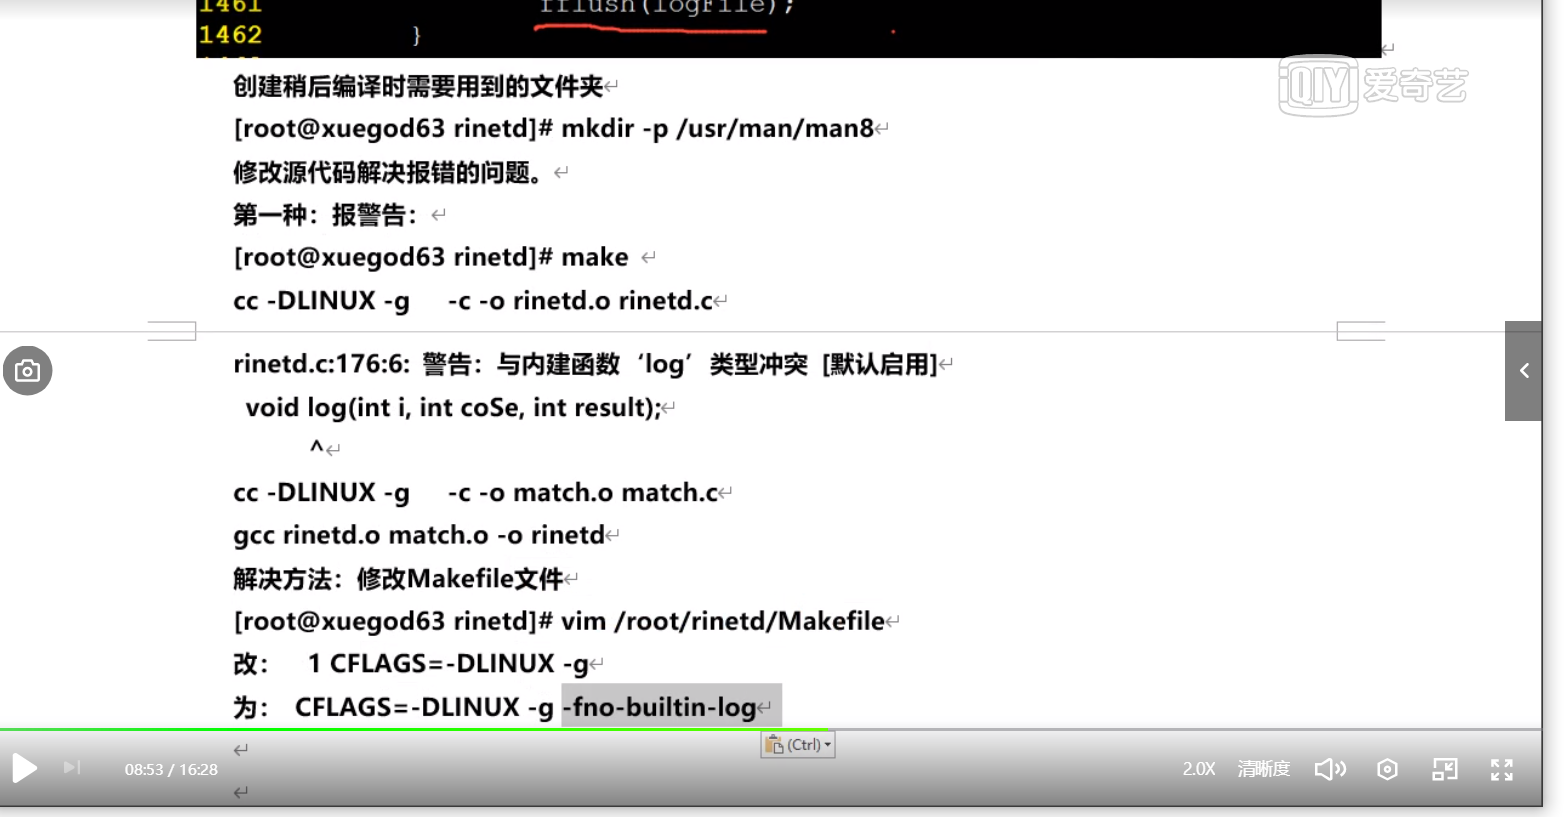 1461 fflush(logFile);
1462 }
QIY 爱奇艺
创建稍后编译时需要用到的文件夹
[root@xuegod63 rinetd]# mkdir -p /usr/man/man8
修改源代码解决报错的问题。
第一种：报警告：
[root@xuegod63 rinetd]# make
cc -DLINUX -g -c -o rinetd.o rinetd.c
rinetd.c:176:6: 警告：与内建函数‘log’类型冲突 [默认启用]
void log(int i, int coSe, int result);
^
cc -DLINUX -g -c -o match.o match.c
gcc rinetd.o match.o -o rinetd
解决方法：修改Makefile文件
[root@xuegod63 rinetd]# vim /root/rinetd/Makefile
改： 1 CFLAGS=-DLINUX -g
为： CFLAGS=-DLINUX -g -fno-builtin-log
(Ctrl)
08:53 / 16:28 2.0X 清晰度